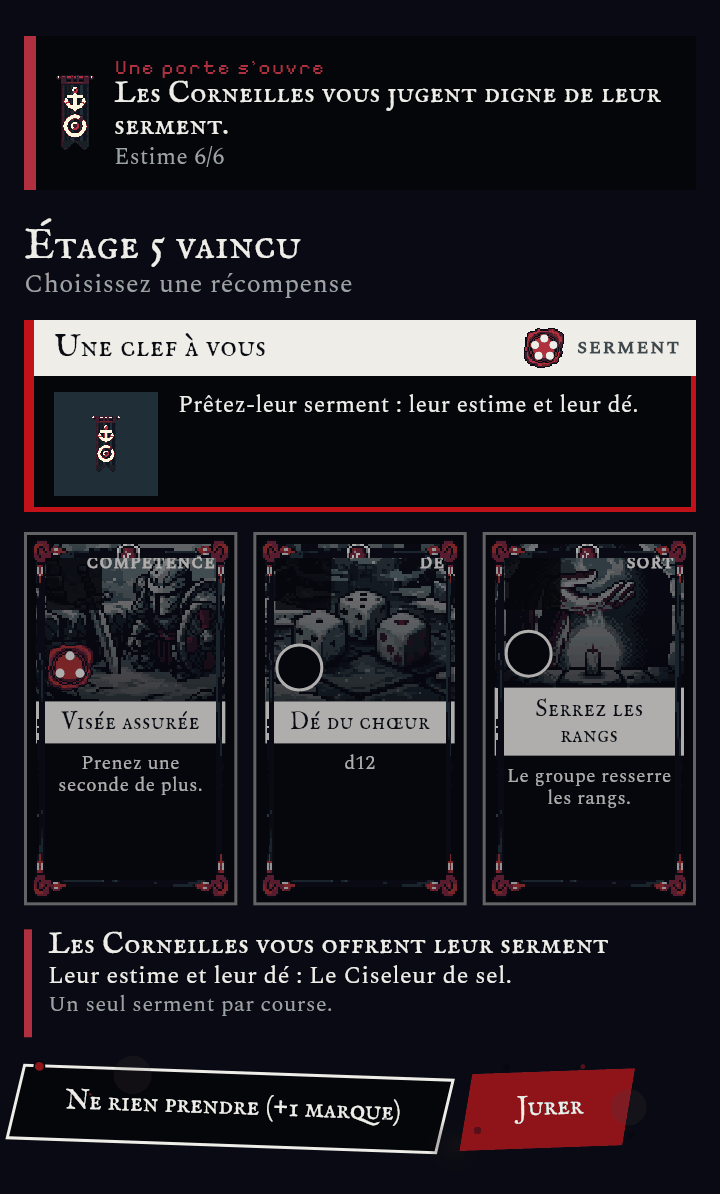 Une porte s'ouvre
Les Corneilles vous jugent digne de leur
serment.
Estime 6/6
Étage 5 vaincu
Choisissez une récompense
Une clef à vous
serment
Prêtez-leur serment : leur estime et leur dé.
compétence
dé
sort
Visée assurée
Dé du chœur
Serrez les
rangs
Prenez une
seconde de plus.
d12
Le groupe resserre
les rangs.
Les Corneilles vous offrent leur serment
Leur estime et leur dé : Le Ciseleur de sel.
Un seul serment par course.
Ne rien prendre (+1 marque)
Jurer